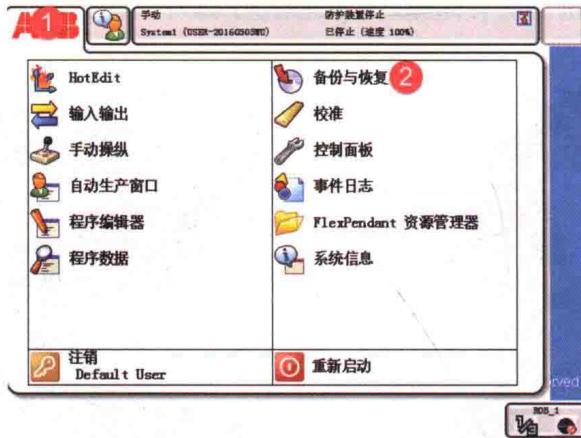 ABB 1
手动
System1 (USER-20160505WU)
防护装置停止
已停止 (速度 100%)
HotEdit
备份与恢复 2
输入输出
校准
手动操纵
控制面板
自动生产窗口
事件日志
程序编辑器
FlexPendant 资源管理器
程序数据
系统信息
注销
Default User
重新启动
rved
ROB_1